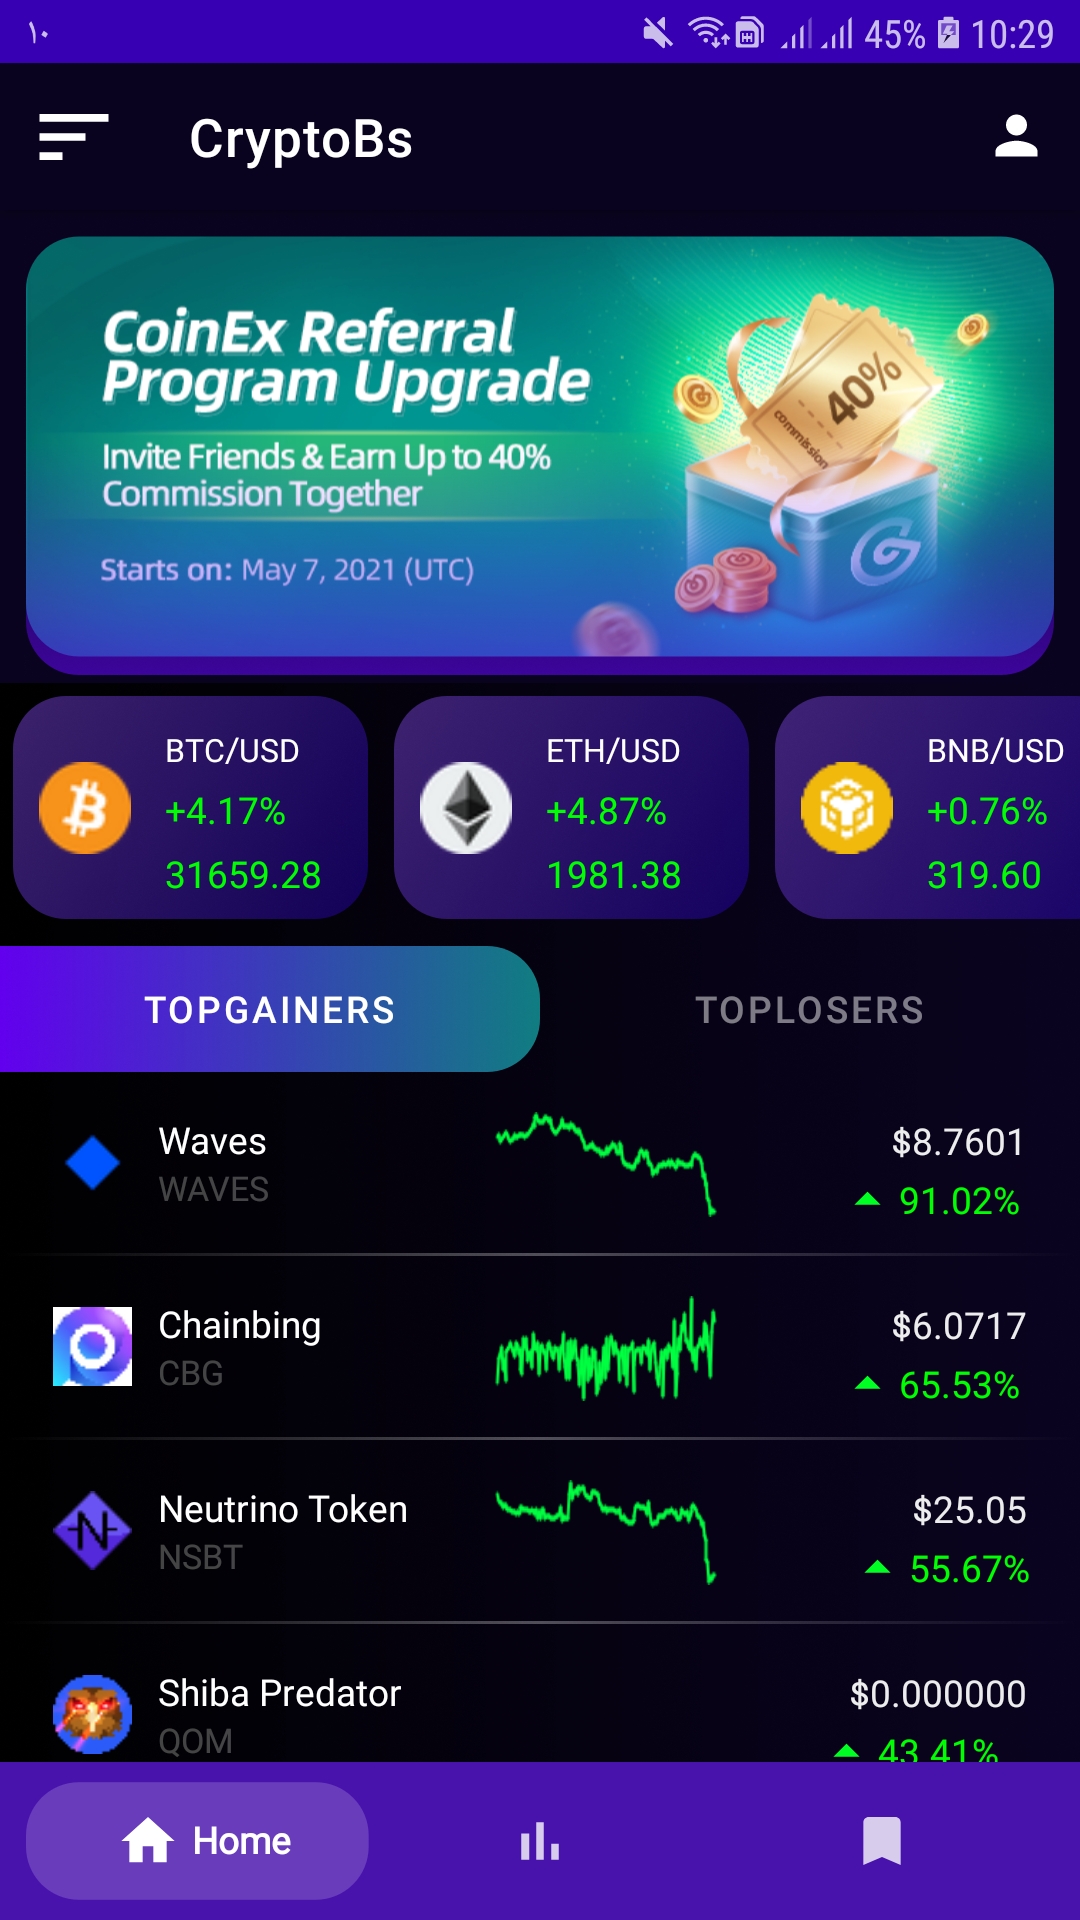 ١٠
45% 10:29
CryptoBs
CoinEx Referral
Program Upgrade
Invite Friends & Earn Up to 40%
Commission Together
Starts on: May 7, 2021 (UTC)
40%
commission
BTC/USD
+4.17%
31659.28
ETH/USD
+4.87%
1981.38
BNB/USD
+0.76%
319.60
TOPGAINERS
TOPLOSERS
Waves
WAVES
$8.7601
91.02%
Chainbing
CBG
$6.0717
65.53%
Neutrino Token
NSBT
$25.05
55.67%
Shiba Predator
QOM
$0.000000
43.41%
Home